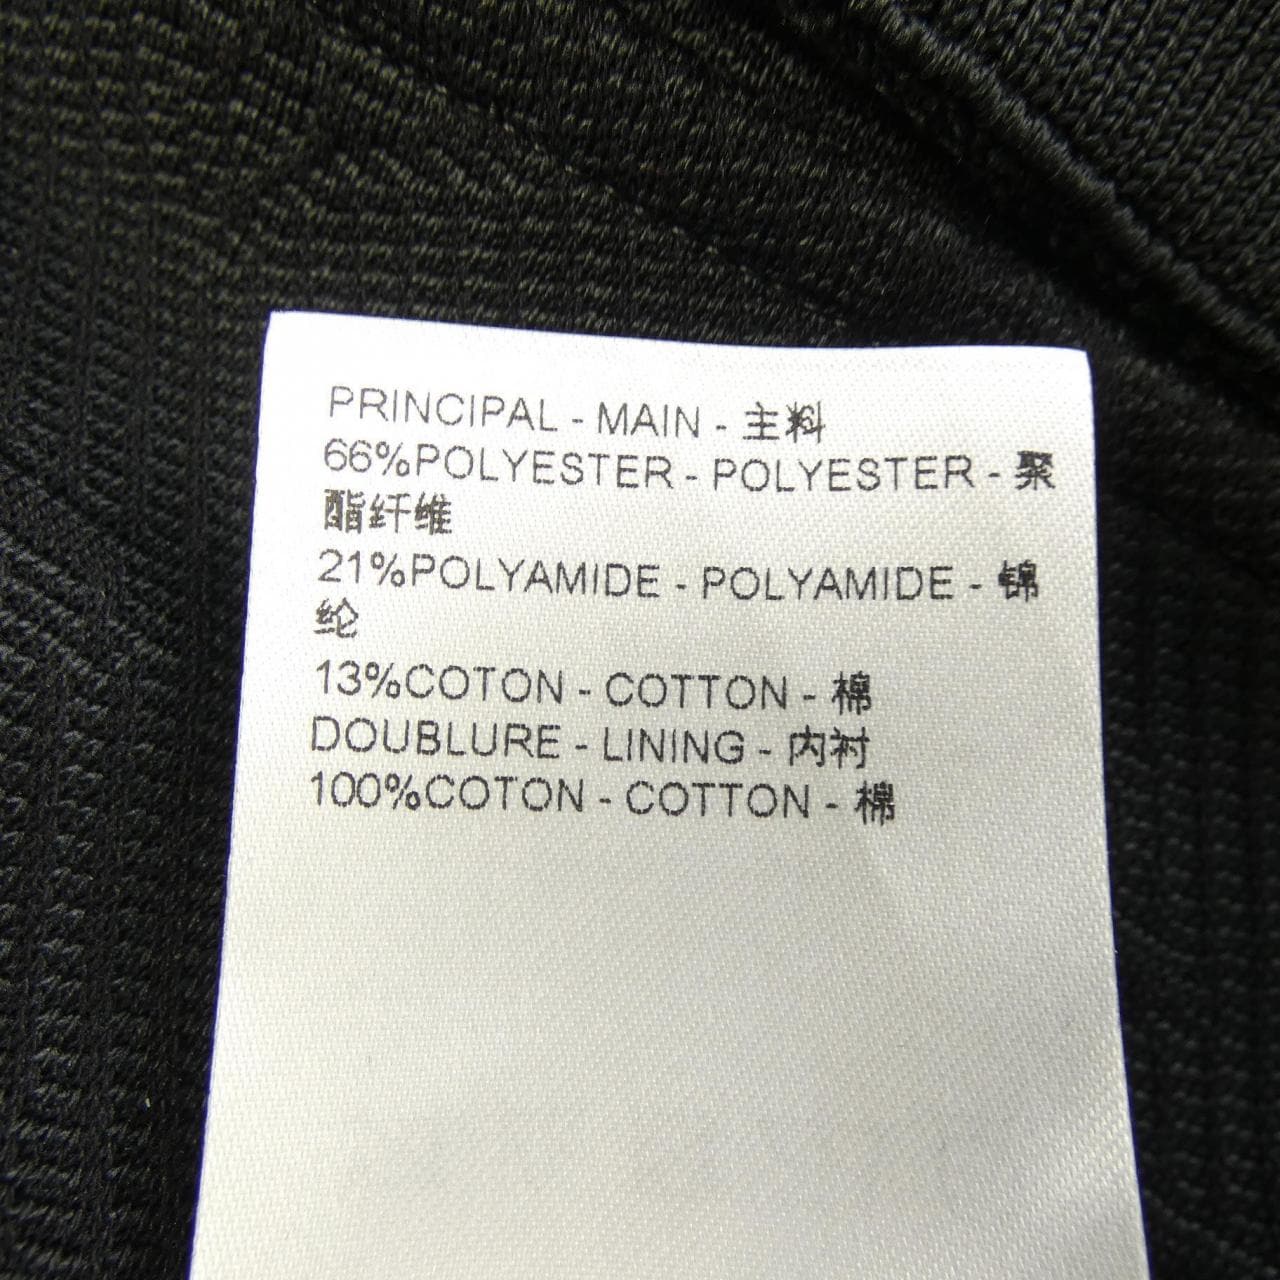 PRINCIPAL - MAIN - 主料
66%POLYESTER - POLYESTER - 聚
酯纤维
21%POLYAMIDE - POLYAMIDE - 锦
纶
13%COTON - COTTON - 棉
DOUBLURE - LINING - 内衬
100%COTON - COTTON - 棉